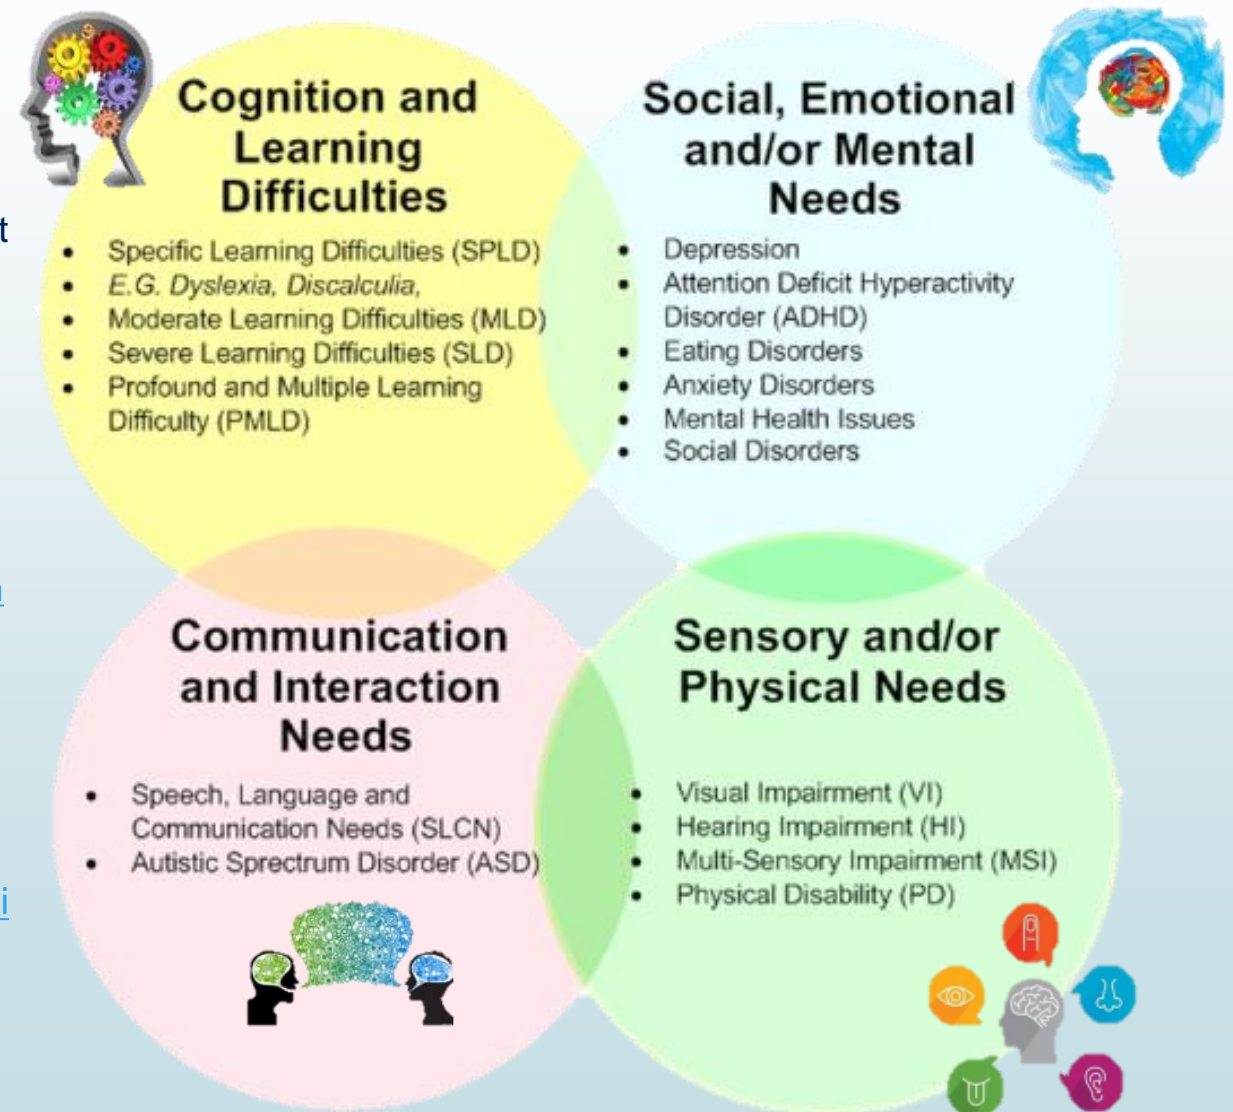 Cognition and
Learning
Difficulties
• Specific Learning Difficulties (SPLD)
• E.G. Dyslexia, Discalculia,
• Moderate Learning Difficulties (MLD)
• Severe Learning Difficulties (SLD)
• Profound and Multiple Learning
Difficulty (PMLD)
Social, Emotional
and/or Mental
Needs
• Depression
• Attention Deficit Hyperactivity
Disorder (ADHD)
• Eating Disorders
• Anxiety Disorders
• Mental Health Issues
• Social Disorders
Communication
and Interaction
Needs
• Speech, Language and
Communication Needs (SLCN)
• Autistic Sprectrum Disorder (ASD)
Sensory and/or
Physical Needs
• Visual Impairment (VI)
• Hearing Impairment (HI)
• Multi-Sensory Impairment (MSI)
• Physical Disability (PD)